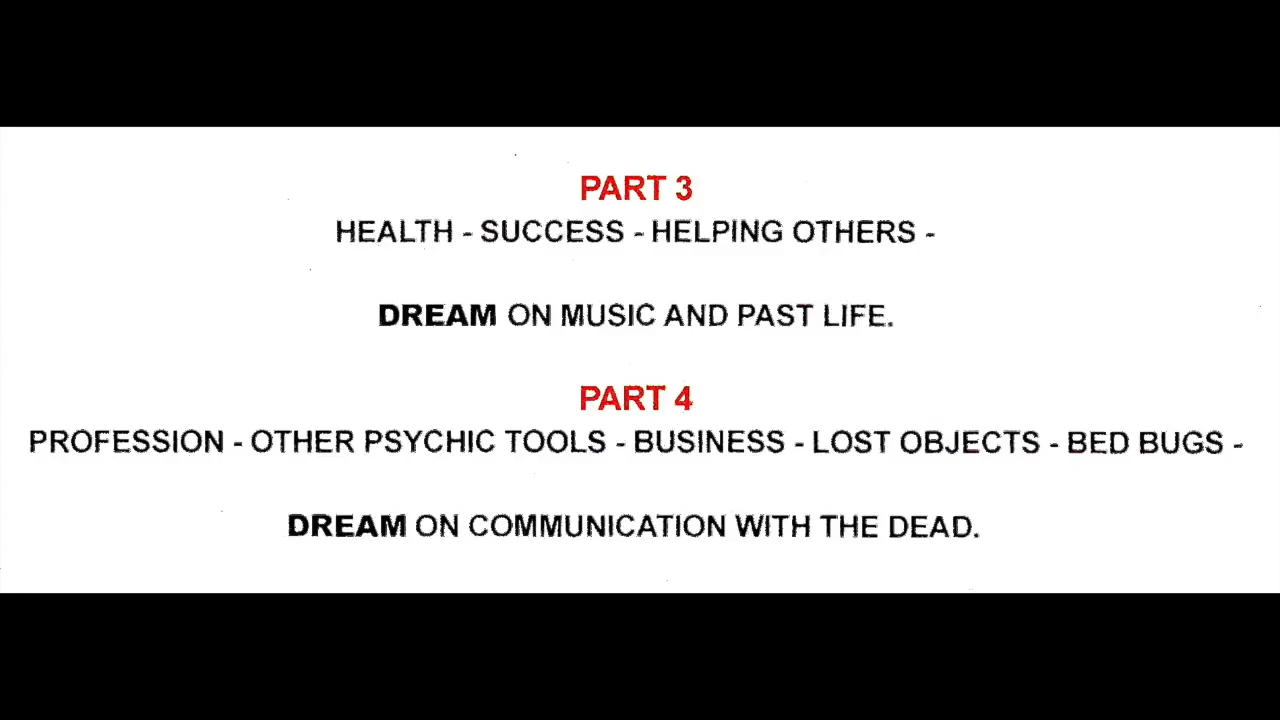 PART 3
HEALTH - SUCCESS - HELPING OTHERS -
DREAM ON MUSIC AND PAST LIFE.
PART 4
PROFESSION - OTHER PSYCHIC TOOLS - BUSINESS - LOST OBJECTS - BED BUGS -
DREAM ON COMMUNICATION WITH THE DEAD.